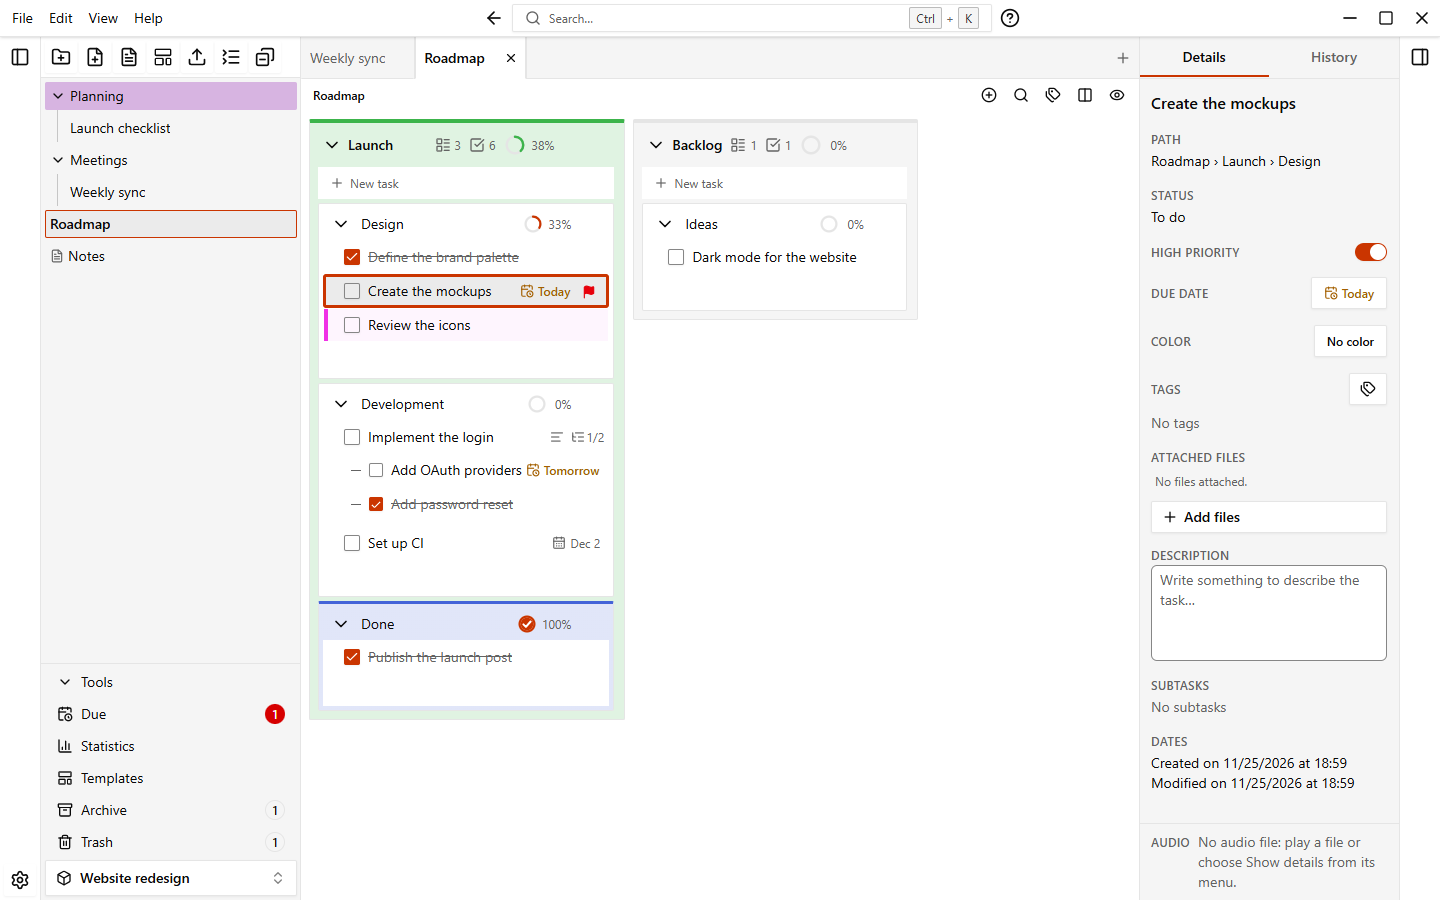 File Edit View Help
Search... Ctrl + K
Weekly sync
Roadmap
Details
History
Planning
Launch checklist
Meetings
Weekly sync
Roadmap
Notes
Tools
Due 1
Statistics
Templates
Archive 1
Trash 1
Website redesign
Roadmap
Launch 3 6 38%
New task
Design 33%
Define the brand palette
Create the mockups Today
Review the icons
Development 0%
Implement the login 1/2
Add OAuth providers Tomorrow
Add password reset
Set up CI Dec 2
Done 100%
Publish the launch post
Backlog 1 1 0%
New task
Ideas 0%
Dark mode for the website
Create the mockups
PATH
Roadmap › Launch › Design
STATUS
To do
HIGH PRIORITY
DUE DATE Today
COLOR No color
TAGS
No tags
ATTACHED FILES
No files attached.
Add files
DESCRIPTION
Write something to describe the
task...
SUBTASKS
No subtasks
DATES
Created on 11/25/2026 at 18:59
Modified on 11/25/2026 at 18:59
AUDIO No audio file: play a file or
choose Show details from its
menu.